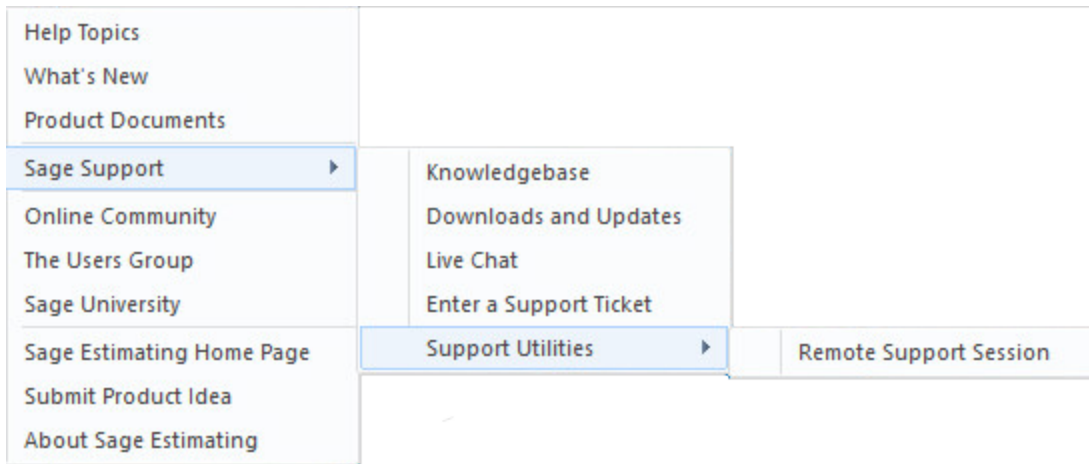 Help Topics
What's New
Product Documents
Sage Support
Online Community
The Users Group
Sage University
Sage Estimating Home Page
Submit Product Idea
About Sage Estimating
Knowledgebase
Downloads and Updates
Live Chat
Enter a Support Ticket
Support Utilities
Remote Support Session